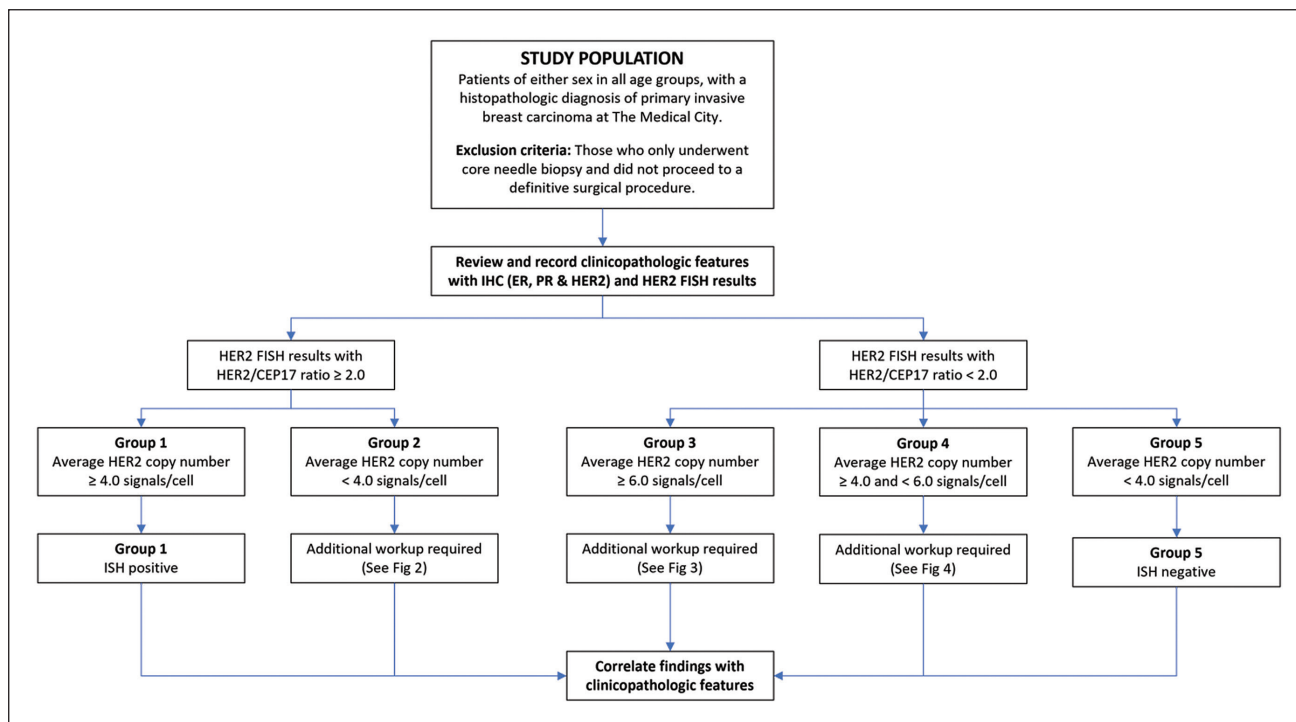 STUDY POPULATION
Patients of either sex in all age groups, with a
histopathologic diagnosis of primary invasive
breast carcinoma at The Medical City.
Exclusion criteria: Those who only underwent
core needle biopsy and did not proceed to a
definitive surgical procedure.
Review and record clinicopathologic features
with IHC (ER, PR & HER2) and HER2 FISH results
HER2 FISH results with
HER2/CEP17 ratio ≥ 2.0
HER2 FISH results with
HER2/CEP17 ratio < 2.0
Group 1
Average HER2 copy number
≥ 4.0 signals/cell
Group 2
Average HER2 copy number
< 4.0 signals/cell
Group 3
Average HER2 copy number
≥ 6.0 signals/cell
Group 4
Average HER2 copy number
≥ 4.0 and < 6.0 signals/cell
Group 5
Average HER2 copy number
< 4.0 signals/cell
Group 1
ISH positive
Additional workup required
(See Fig 2)
Additional workup required
(See Fig 3)
Additional workup required
(See Fig 4)
Group 5
ISH negative
Correlate findings with
clinicopathologic features